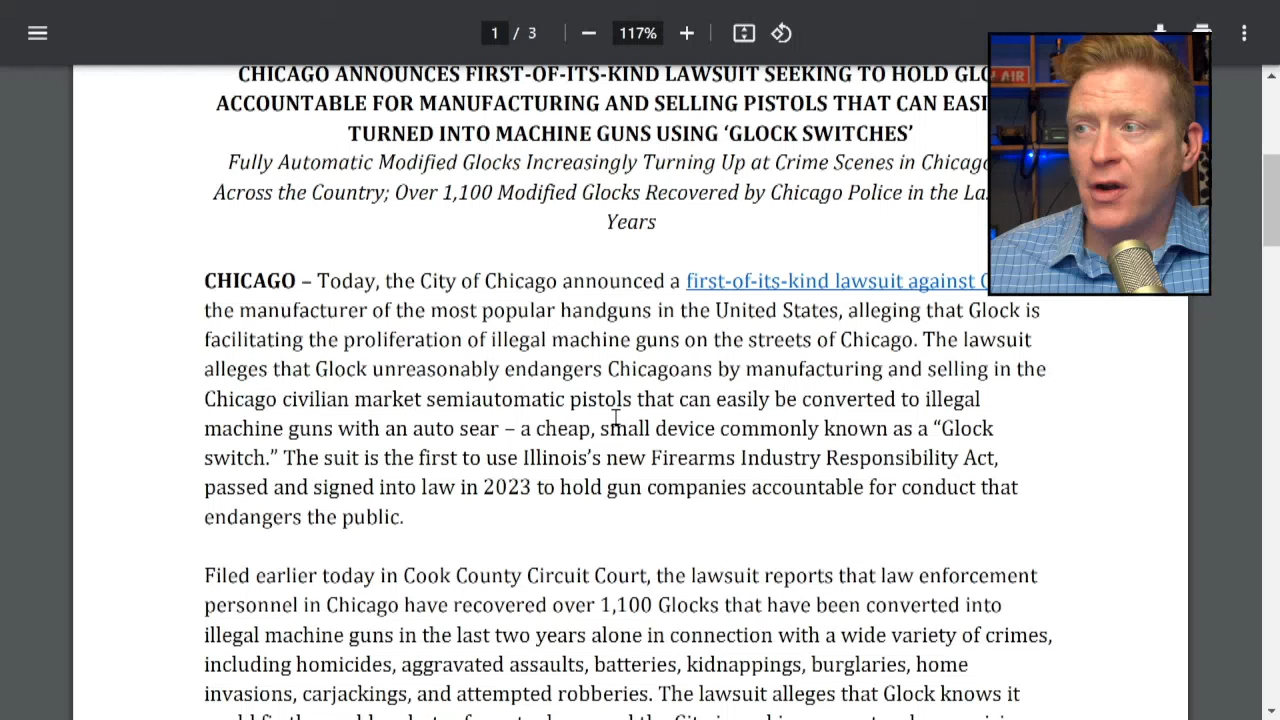 1 / 3
117%
AIR
CHICAGO ANNOUNCES FIRST-OF-ITS-KIND LAWSUIT SEEKING TO HOLD
ACCOUNTABLE FOR MANUFACTURING AND SELLING PISTOLS THAT CAN
TURNED INTO MACHINE GUNS USING ‘GLOCK SWITCHES’
Fully Automatic Modified Glocks Increasingly Turning Up at Crime Scenes in Chicago
Across the Country; Over 1,100 Modified Glocks Recovered by Chicago Police in the
Years
CHICAGO – Today, the City of Chicago announced a first-of-its-kind lawsuit against
the manufacturer of the most popular handguns in the United States, alleging that Glock is
facilitating the proliferation of illegal machine guns on the streets of Chicago. The lawsuit
alleges that Glock unreasonably endangers Chicagoans by manufacturing and selling in the
Chicago civilian market semiautomatic pistols that can easily be converted to illegal
machine guns with an auto sear – a cheap, small device commonly known as a “Glock
switch.” The suit is the first to use Illinois’s new Firearms Industry Responsibility Act,
passed and signed into law in 2023 to hold gun companies accountable for conduct that
endangers the public.
Filed earlier today in Cook County Circuit Court, the lawsuit reports that law enforcement
personnel in Chicago have recovered over 1,100 Glocks that have been converted into
illegal machine guns in the last two years alone in connection with a wide variety of crimes,
including homicides, aggravated assaults, batteries, kidnappings, burglaries, home
invasions, carjackings, and attempted robberies. The lawsuit alleges that Glock knows it